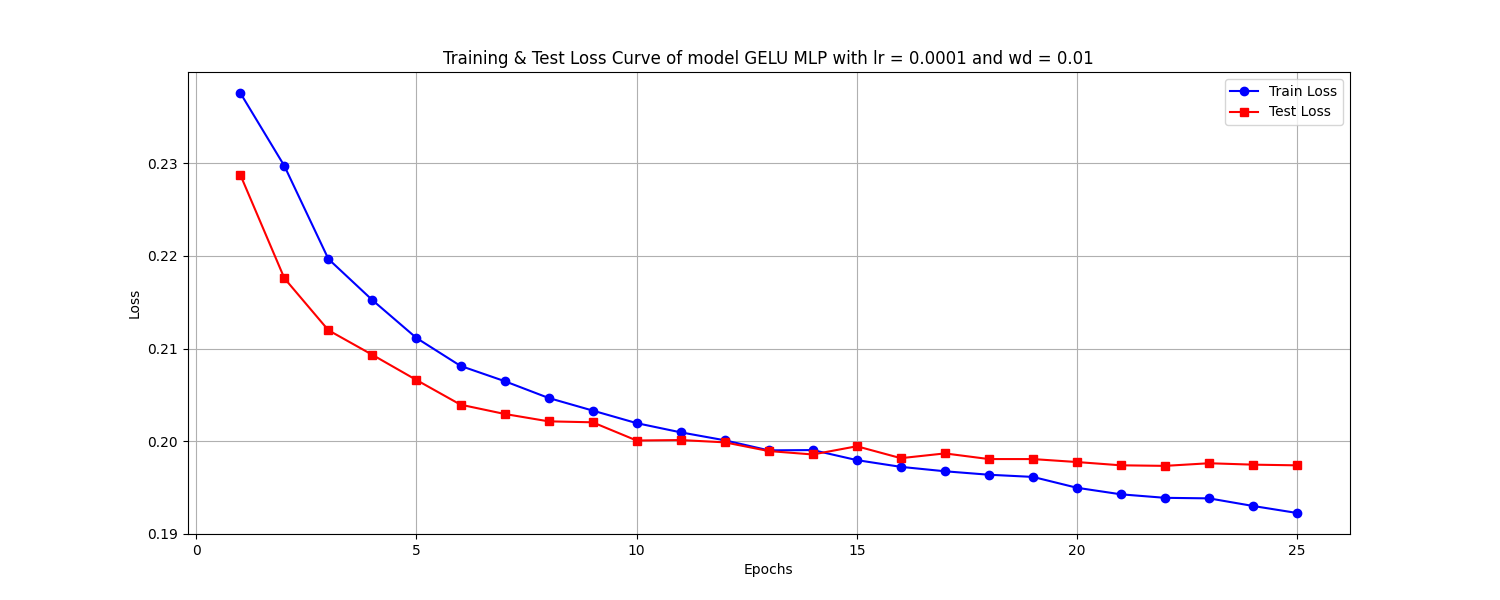 Training & Test Loss Curve of model GELU MLP with lr = 0.0001 and wd = 0.01
Train Loss
Test Loss
0.23
0.22
0.21
0.20
0.19
Loss
0 5 10 15 20 25
Epochs